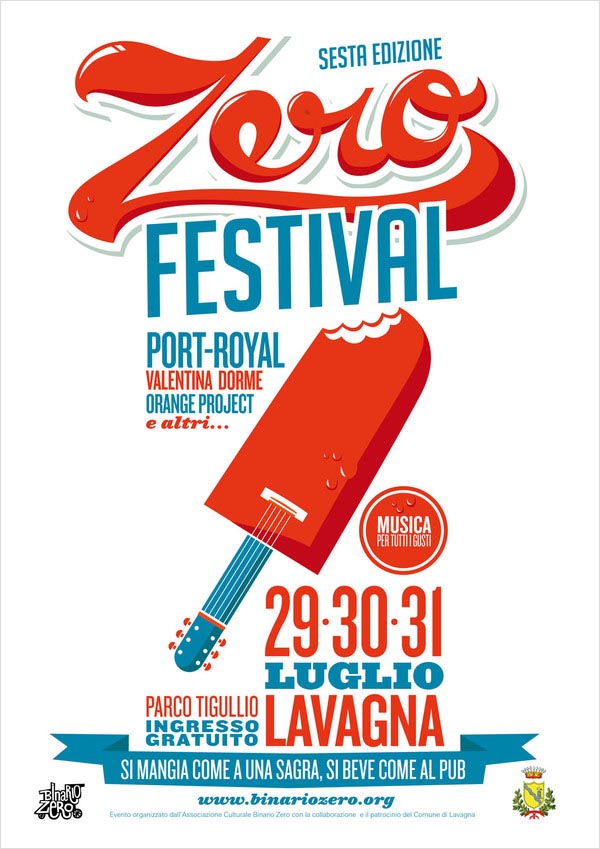 SESTA EDIZIONE
Zero
FESTIVAL
PORT-ROYAL
VALENTINA DORME
ORANGE PROJECT
e altri...
MUSICA
PER TUTTI I GUSTI
29·30·31
LUGLIO
LAVAGNA
PARCO TIGULLIO
INGRESSO
GRATUITO
SI MANGIA COME A UNA SAGRA, SI BEVE COME AL PUB
BINARIO
ZERO
www.binariozero.org
Evento organizzato dall'Associazione Culturale Binario Zero con la collaborazione e il patrocinio del Comune di Lavagna